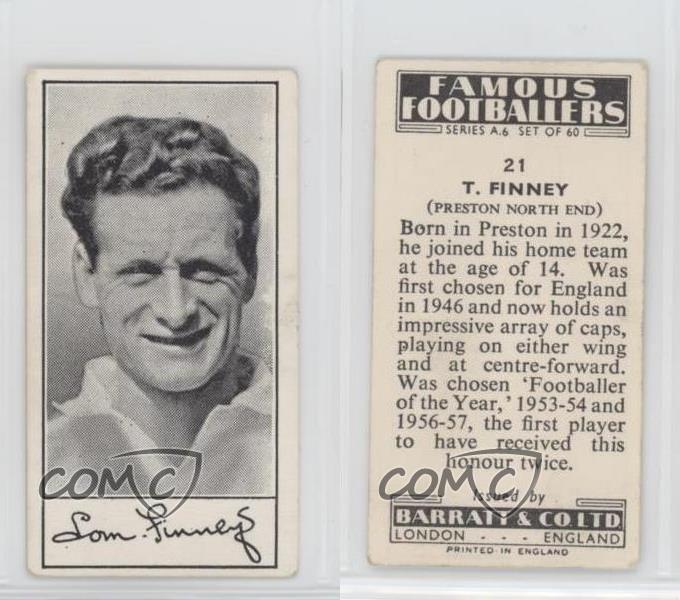 COMC
Tom Finney
FAMOUS
FOOTBALLERS
SERIES A.6 SET OF 60
21
T. FINNEY
(PRESTON NORTH END)
Born in Preston in 1922,
he joined his home team
at the age of 14. Was
first chosen for England
in 1946 and now holds an
impressive array of caps,
playing on either wing
and at centre-forward.
Was chosen ‘Footballer
of the Year,’ 1953-54 and
1956-57, the first player
to have received this
honour twice.
COMC
Issued by
BARRATT & CO. LTD.
LONDON - - - ENGLAND
PRINTED IN ENGLAND